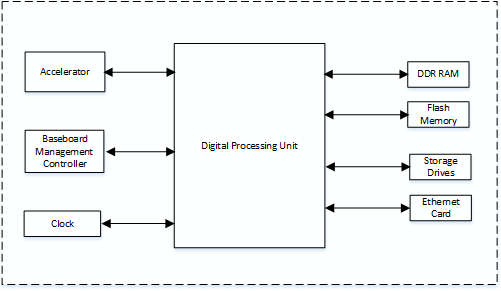 Accelerator
Baseboard
Management
Controller
Clock
Digital Processing Unit
DDR RAM
Flash
Memory
Storage
Drives
Ethernet
Card